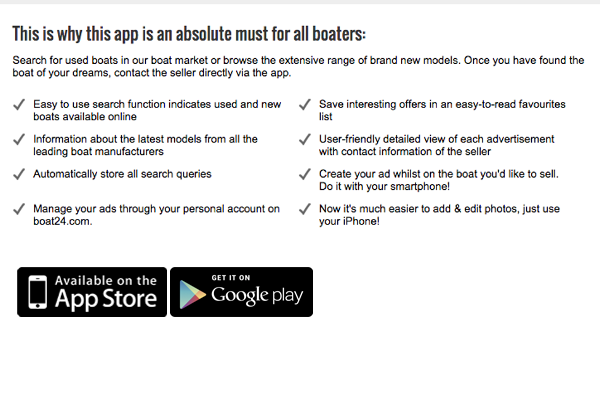 This is why this app is an absolute must for all boaters:
Search for used boats in our boat market or browse the extensive range of brand new models. Once you have found the
boat of your dreams, contact the seller directly via the app.
Easy to use search function indicates used and new
boats available online
Information about the latest models from all the
leading boat manufacturers
Automatically store all search queries
Manage your ads through your personal account on
boat24.com.
Save interesting offers in an easy-to-read favourites
list
User-friendly detailed view of each advertisement
with contact information of the seller
Create your ad whilst on the boat you'd like to sell.
Do it with your smartphone!
Now it's much easier to add & edit photos, just use
your iPhone!
Available on the
App Store
GET IT ON
Google play